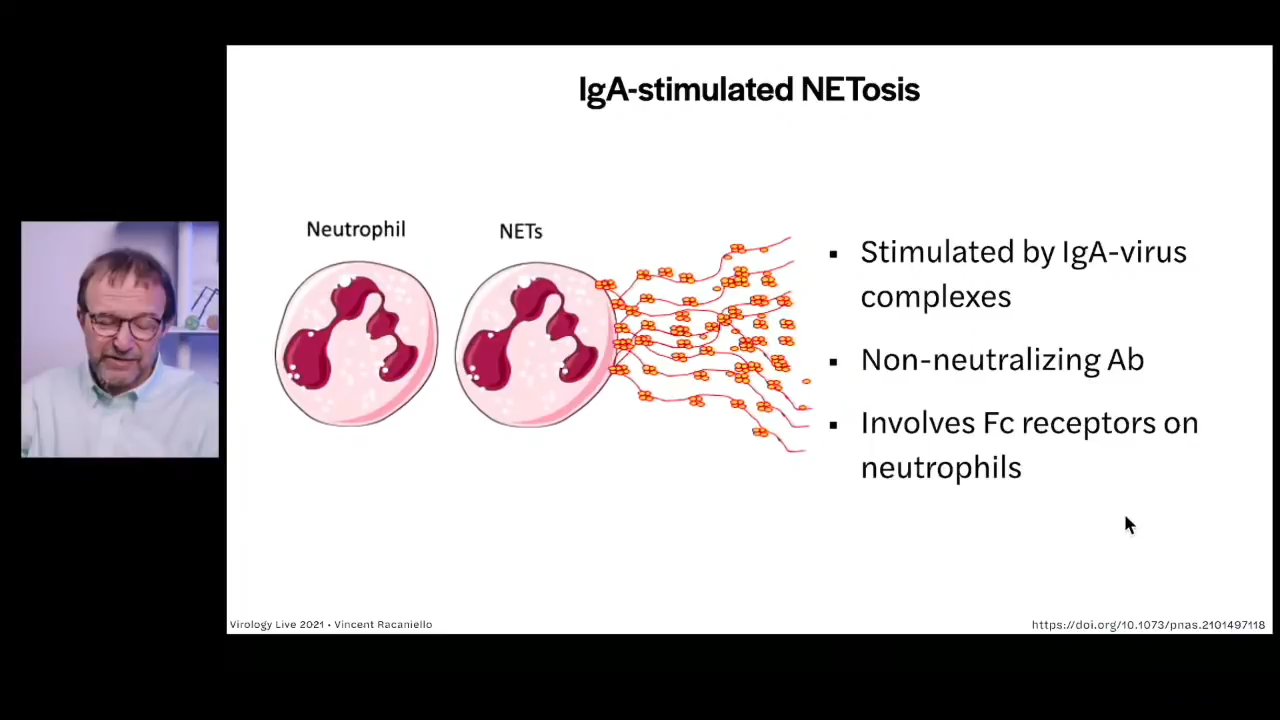 IgA-stimulated NETosis
Neutrophil
NETs
▪ Stimulated by IgA-virus
complexes
▪ Non-neutralizing Ab
▪ Involves Fc receptors on
neutrophils
Virology Live 2021 • Vincent Racaniello
https://doi.org/10.1073/pnas.2101497118